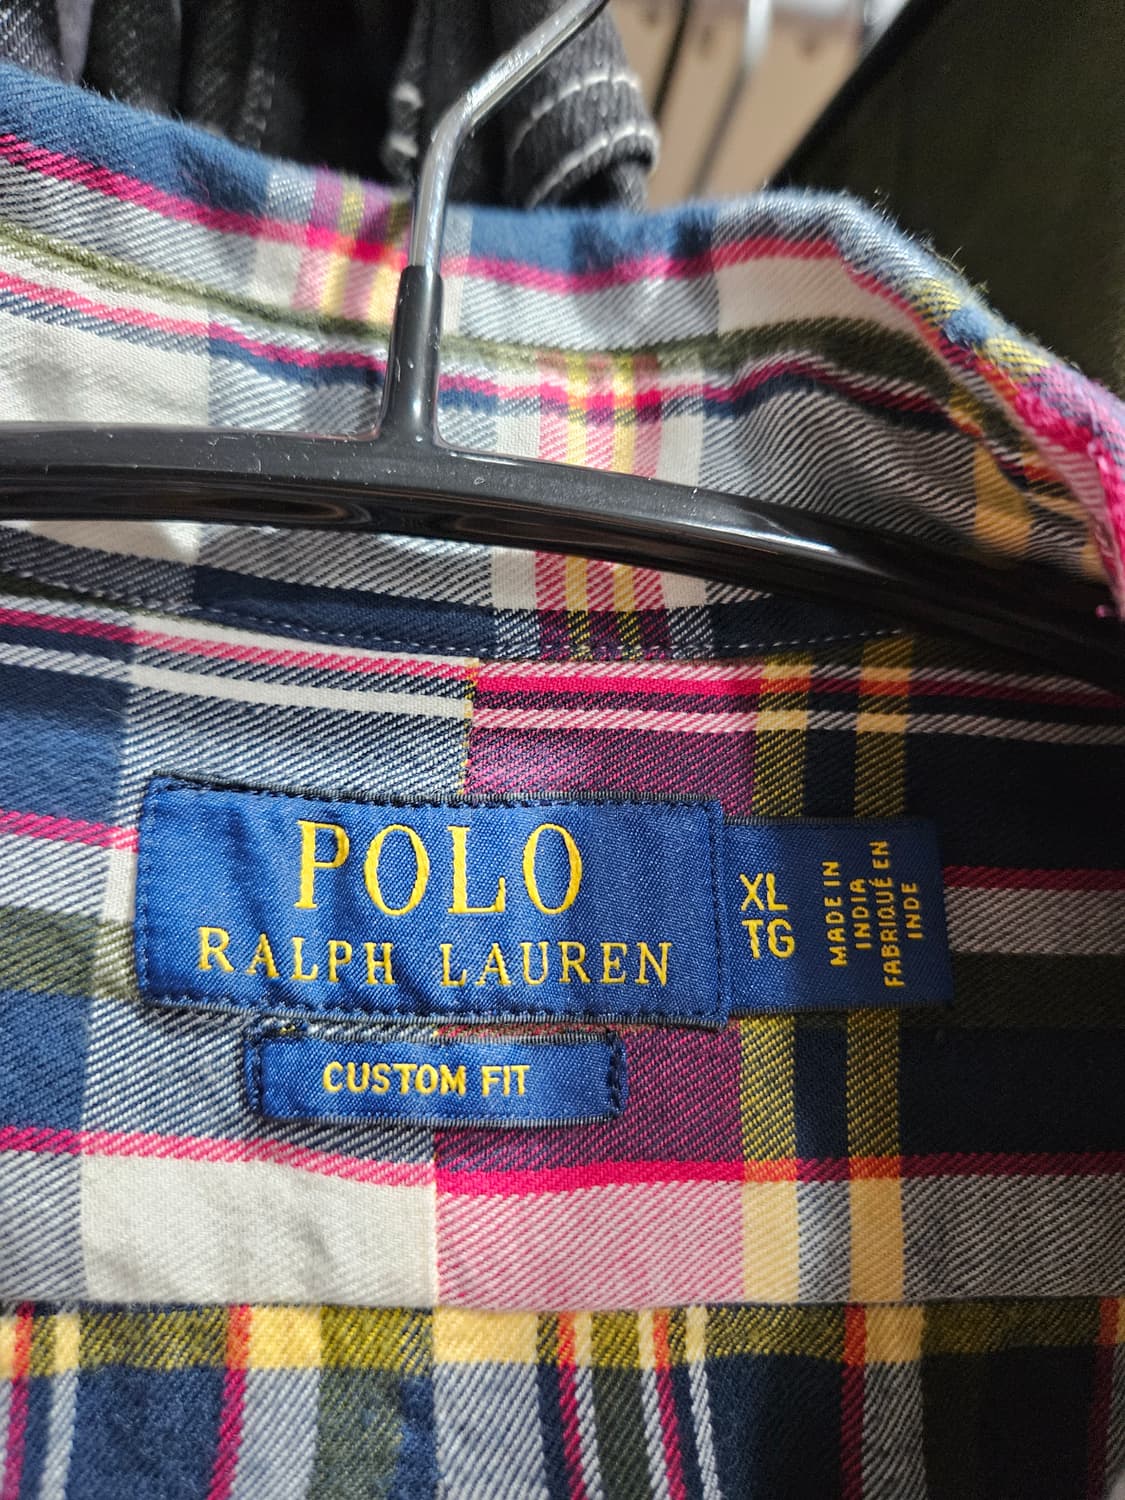 POLO
RALPH LAUREN
XL
TG
MADE IN
INDIA
FABRIQUÉ EN
INDE
CUSTOM FIT